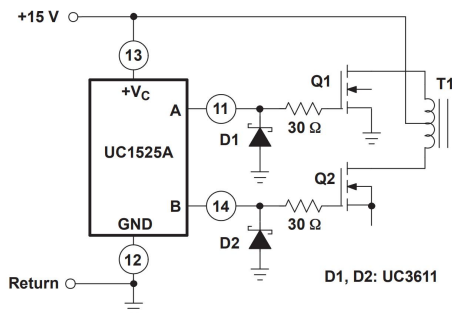 +15 V
13
+VC
A
11
Q1
T1
30 Ω
D1
UC1525A
Q2
B
14
30 Ω
GND
D2
12
D1, D2: UC3611
Return